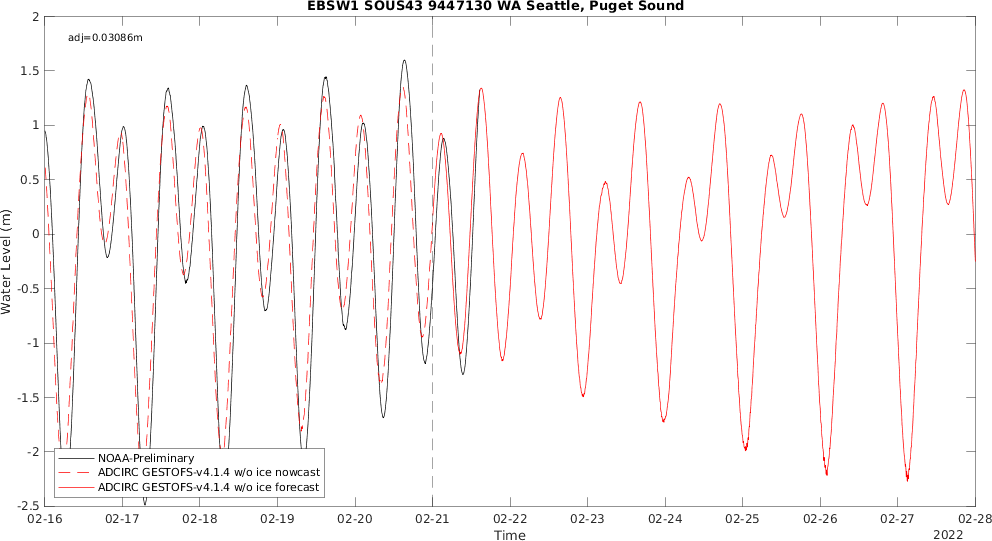 EBSW1 SOUS43 9447130 WA Seattle, Puget Sound
adj=0.03086m
2
1.5
1
0.5
0
-0.5
-1
-1.5
-2
-2.5
Water Level (m)
NOAA-Preliminary
ADCIRC GESTOFS-v4.1.4 w/o ice nowcast
ADCIRC GESTOFS-v4.1.4 w/o ice forecast
02-16 02-17 02-18 02-19 02-20 02-21 02-22 02-23 02-24 02-25 02-26 02-27 02-28
Time
2022